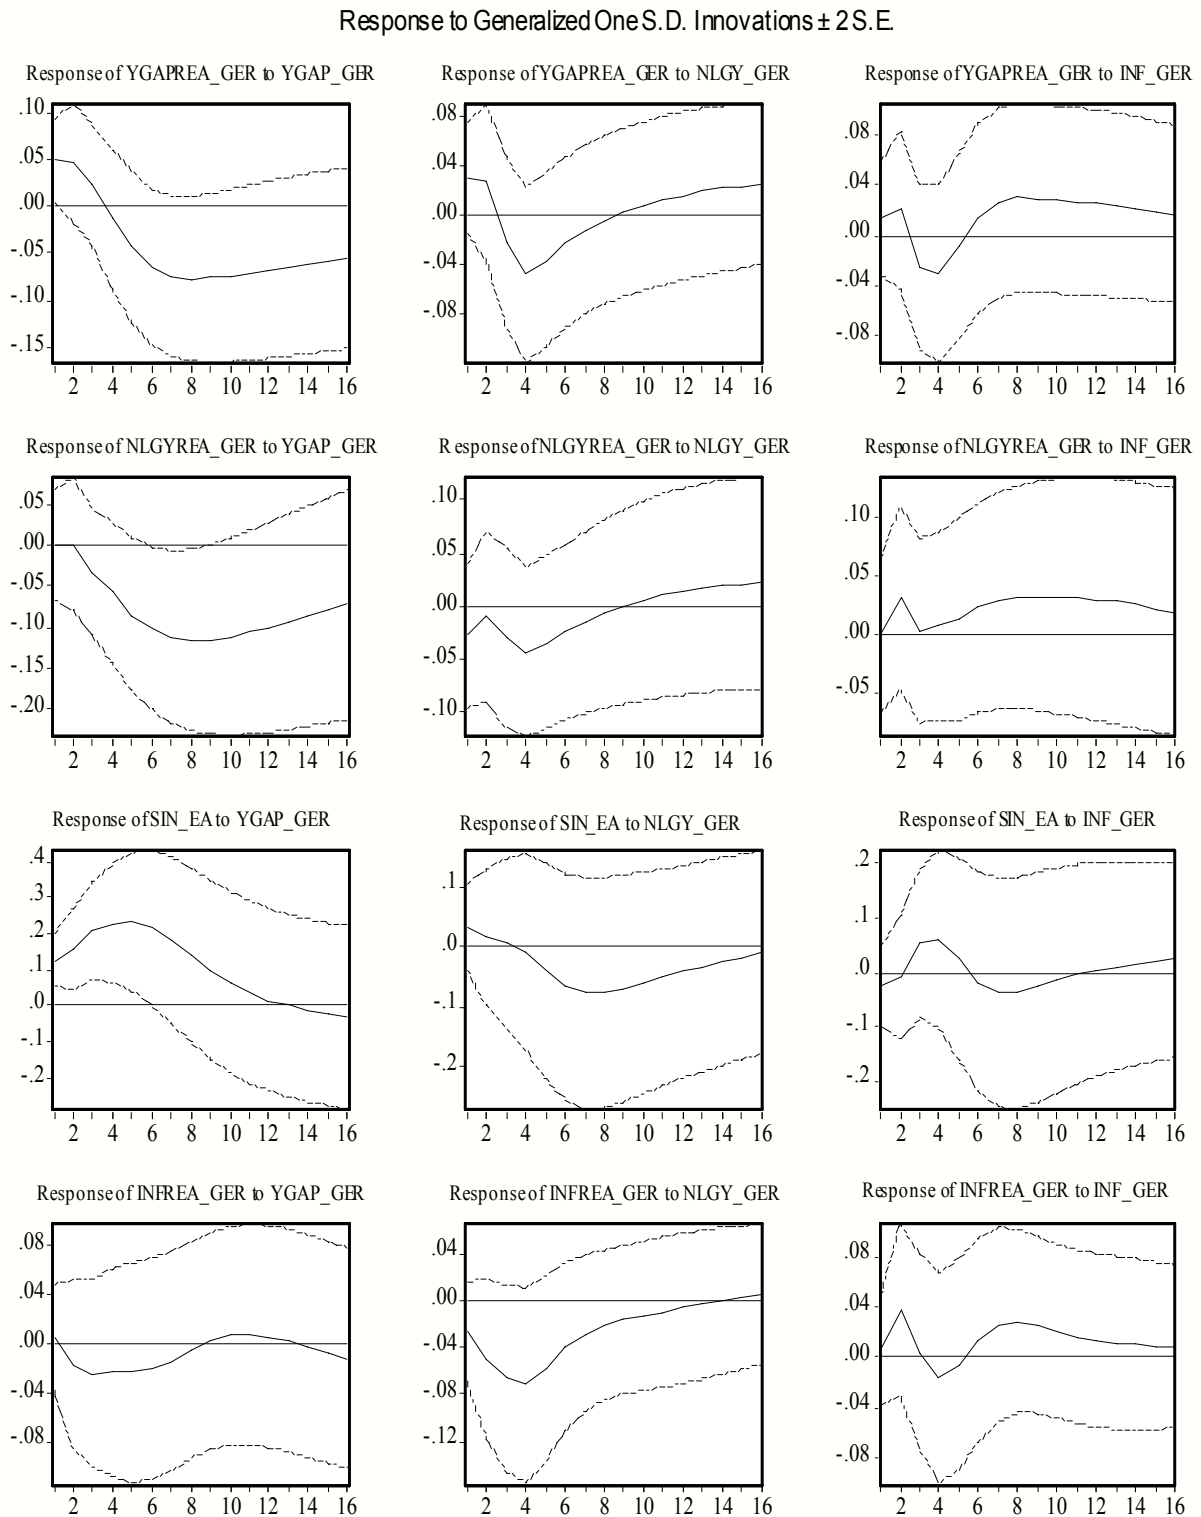 Response to Generalized One S.D. Innovations ± 2 S.E.
Response of YGAPREA_GER to YGAP_GER
Response of YGAPREA_GER to NLGY_GER
Response of YGAPREA_GER to INF_GER
.10
.05
.00
-.05
-.10
-.15
2 4 6 8 10 12 14 16
.08
.04
.00
-.04
-.08
2 4 6 8 10 12 14 16
.08
.04
.00
-.04
-.08
2 4 6 8 10 12 14 16
Response of NLGYREA_GER to YGAP_GER
Response of NLGYREA_GER to NLGY_GER
Response of NLGYREA_GER to INF_GER
.05
.00
-.05
-.10
-.15
-.20
2 4 6 8 10 12 14 16
.10
.05
.00
-.05
-.10
2 4 6 8 10 12 14 16
.10
.05
.00
-.05
2 4 6 8 10 12 14 16
Response of SIN_EA to YGAP_GER
Response of SIN_EA to NLGY_GER
Response of SIN_EA to INF_GER
.4
.3
.2
.1
.0
-.1
-.2
2 4 6 8 10 12 14 16
.1
.0
-.1
-.2
2 4 6 8 10 12 14 16
.2
.1
.0
-.1
-.2
2 4 6 8 10 12 14 16
Response of INFREA_GER to YGAP_GER
Response of INFREA_GER to NLGY_GER
Response of INFREA_GER to INF_GER
.08
.04
.00
-.04
-.08
2 4 6 8 10 12 14 16
.04
.00
-.04
-.08
-.12
2 4 6 8 10 12 14 16
.08
.04
.00
-.04
-.08
2 4 6 8 10 12 14 16